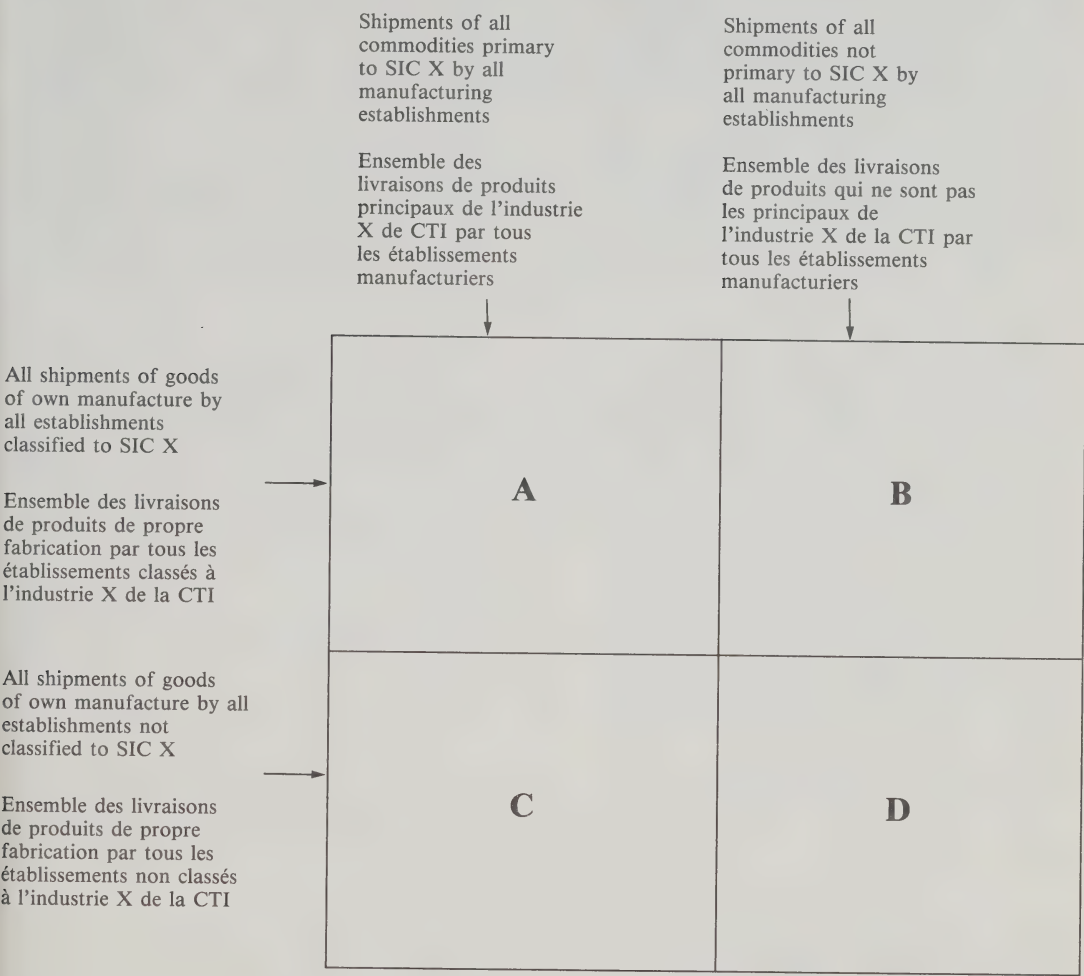 Shipments of all
commodities primary
to SIC X by all
manufacturing
establishments
Ensemble des
livraisons de produits
principaux de l'industrie
X de CTI par tous
les établissements
manufacturiers
Shipments of all
commodities not
primary to SIC X by
all manufacturing
establishments
Ensemble des livraisons
de produits qui ne sont pas
les principaux de
l'industrie X de la CTI par
tous les établissements
manufacturiers
All shipments of goods
of own manufacture by
all establishments
classified to SIC X
Ensemble des livraisons
de produits de propre
fabrication par tous les
établissements classés à
l'industrie X de la CTI
A
B
All shipments of goods
of own manufacture by all
establishments not
classified to SIC X
Ensemble des livraisons
de produits de propre
fabrication par tous les
établissements non classés
à l'industrie X de la CTI
C
D